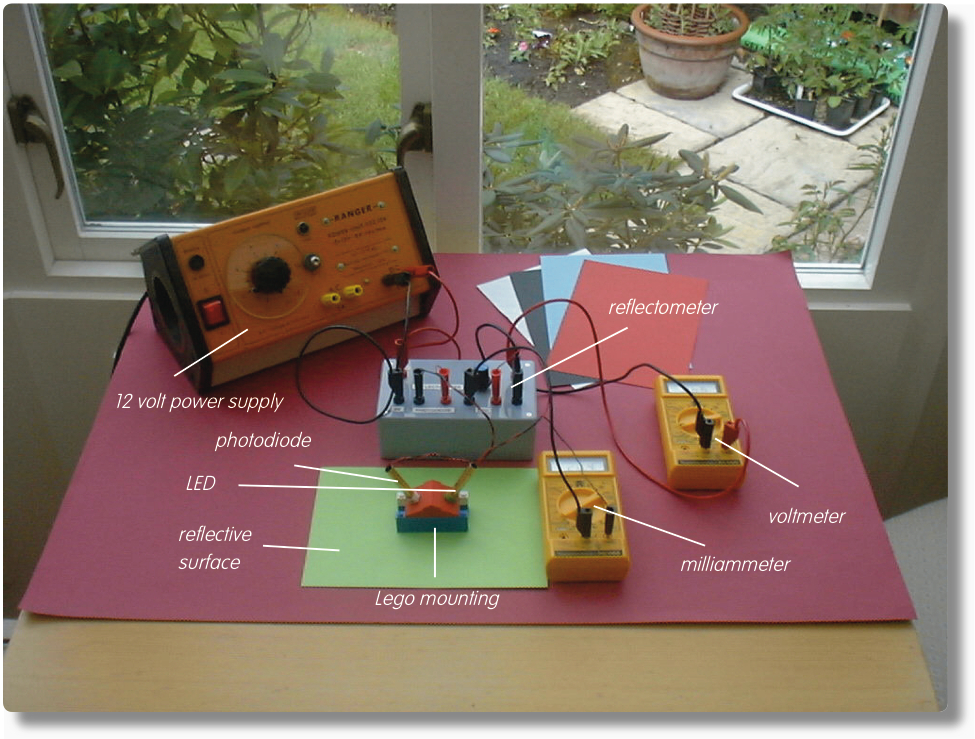 RANGER
reflectometer
12 volt power supply
photodiode
LED
reflective
surface
voltmeter
milliammeter
Lego mounting